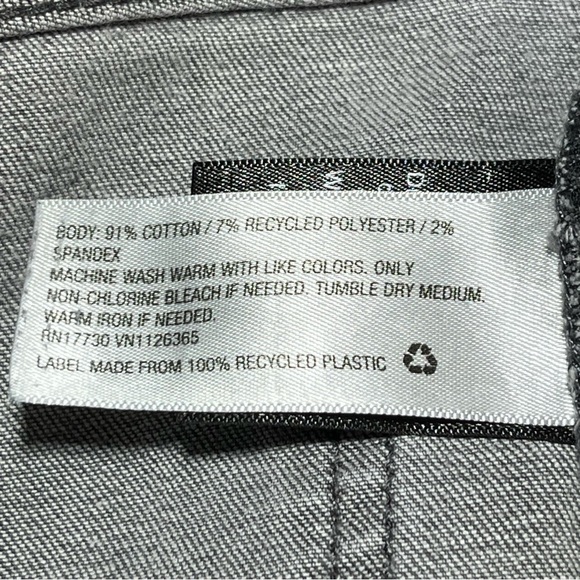 BODY: 91% COTTON / 7% RECYCLED POLYESTER / 2%
SPANDEX
MACHINE WASH WARM WITH LIKE COLORS. ONLY
NON-CHLORINE BLEACH IF NEEDED. TUMBLE DRY MEDIUM.
WARM IRON IF NEEDED.
RN17730 VN1126365
LABEL MADE FROM 100% RECYCLED PLASTIC